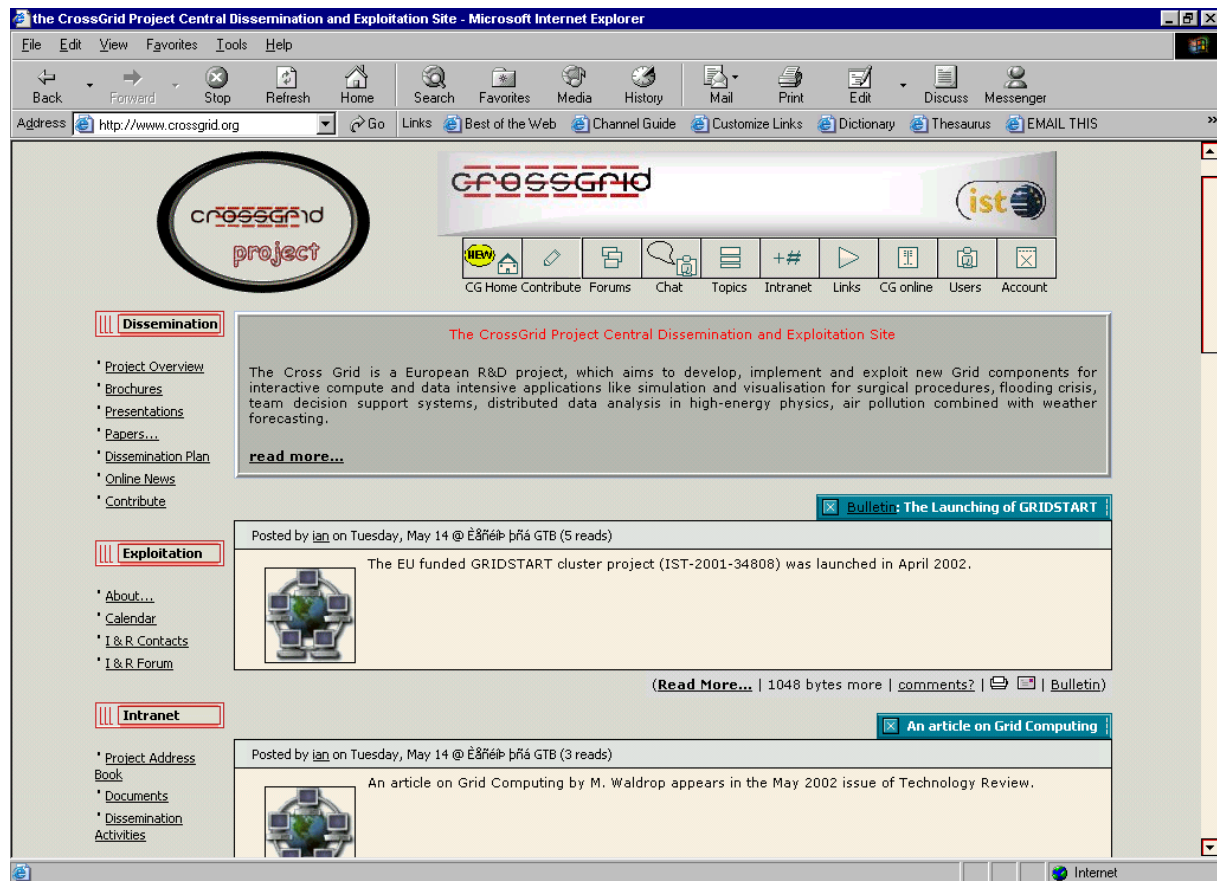 the CrossGrid Project Central Dissemination and Exploitation Site - Microsoft Internet Explorer
File Edit View Favorites Tools Help
Back Forward Stop Refresh Home Search Favorites Media History Mail Print Edit Discuss Messenger
Address http://www.crossgrid.org Go Links Best of the Web Channel Guide Customize Links Dictionary Thesaurus EMAIL THIS »
crossGrid
project
crossGrid
ist
NEW
+#
CG Home Contribute Forums Chat Topics Intranet Links CG online Users Account
Dissemination
Project Overview
Brochures
Presentations
Papers...
Dissemination Plan
Online News
Contribute
Exploitation
About...
Calendar
I & R Contacts
I & R Forum
Intranet
Project Address
Book
Documents
Dissemination
Activities
The CrossGrid Project Central Dissemination and Exploitation Site
The Cross Grid is a European R&D project, which aims to develop, implement and exploit new Grid components for
interactive compute and data intensive applications like simulation and visualisation for surgical procedures, flooding crisis,
team decision support systems, distributed data analysis in high-energy physics, air pollution combined with weather
forecasting.
read more...
Bulletin: The Launching of GRIDSTART
Posted by ian on Tuesday, May 14 @ ÈåñéíÞ þñá GTB (5 reads)
The EU funded GRIDSTART cluster project (IST-2001-34808) was launched in April 2002.
(Read More... | 1048 bytes more | comments? | | Bulletin)
An article on Grid Computing
Posted by ian on Tuesday, May 14 @ ÈåñéíÞ þñá GTB (3 reads)
An article on Grid Computing by M. Waldrop appears in the May 2002 issue of Technology Review.
Internet